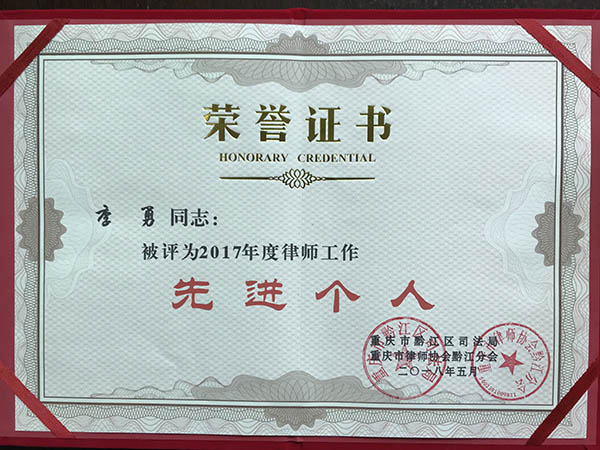 荣誉证书
HONORARY CREDENTIAL
李 勇 同志：
被评为2017年度律师工作
先进个人
重庆市黔江区司法局
重庆市律师协会黔江分会
二〇一八年五月